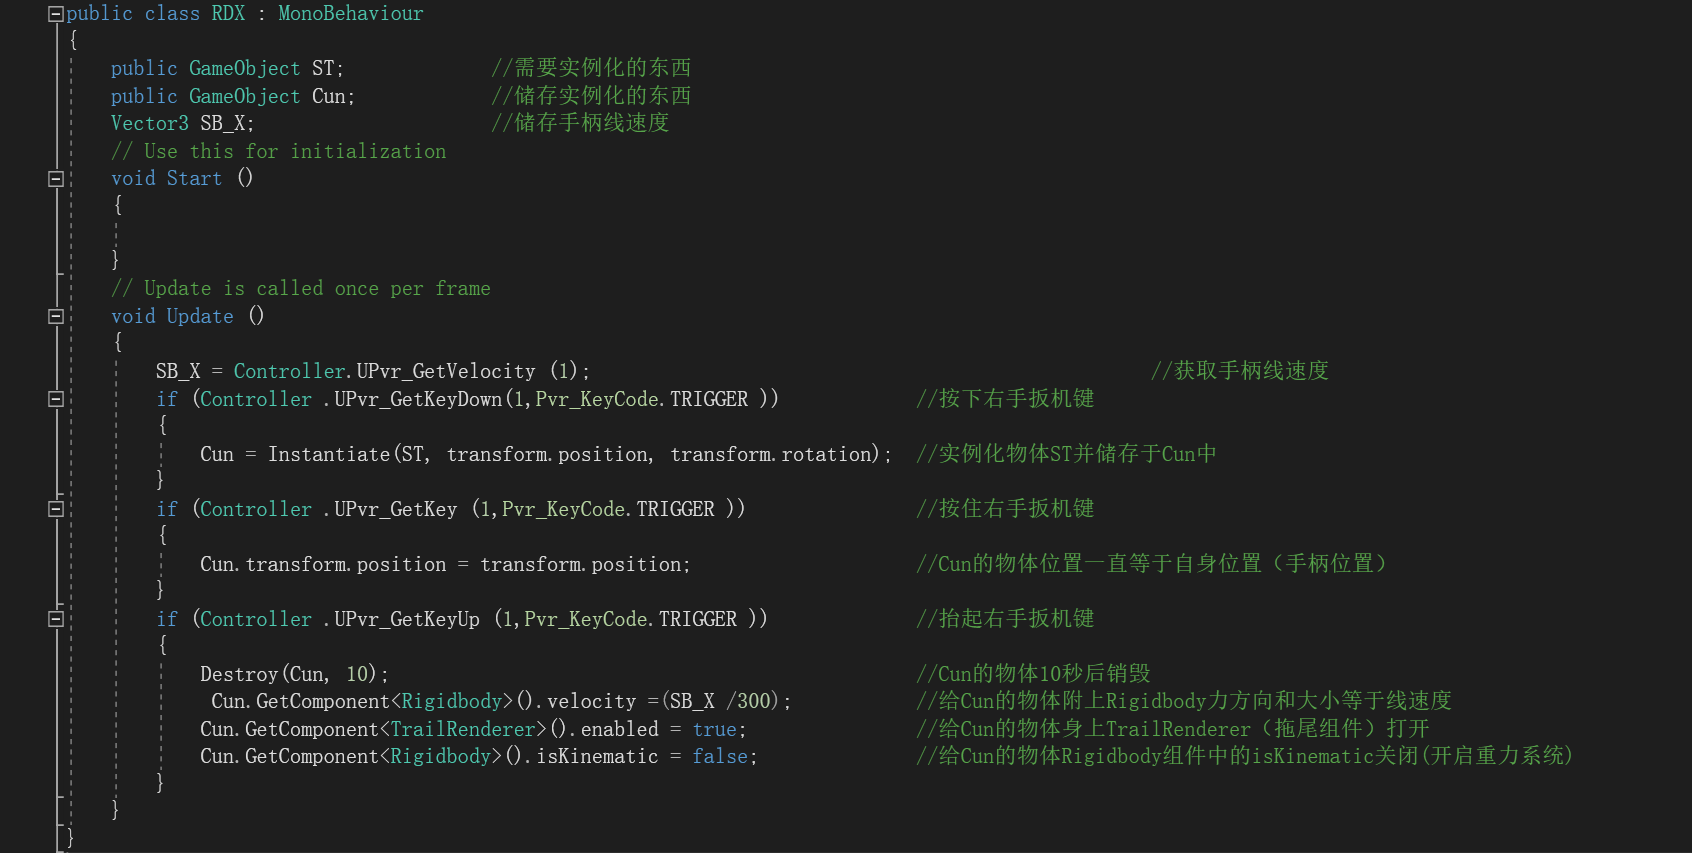 public class RDX : MonoBehaviour
{
public GameObject ST; //需要实例化的东西
public GameObject Cun; //储存实例化的东西
Vector3 SB_X; //储存手柄线速度
// Use this for initialization
void Start ()
{
}
// Update is called once per frame
void Update ()
{
SB_X = Controller.UPvr_GetVelocity (1); //获取手柄线速度
if (Controller .UPvr_GetKeyDown(1,Pvr_KeyCode.TRIGGER )) //按下右手扳机键
{
Cun = Instantiate(ST, transform.position, transform.rotation); //实例化物体ST并储存于Cun中
}
if (Controller .UPvr_GetKey (1,Pvr_KeyCode.TRIGGER )) //按住右手扳机键
{
Cun.transform.position = transform.position; //Cun的物体位置一直等于自身位置（手柄位置）
}
if (Controller .UPvr_GetKeyUp (1,Pvr_KeyCode.TRIGGER )) //抬起右手扳机键
{
Destroy(Cun, 10); //Cun的物体10秒后销毁
Cun.GetComponent<Rigidbody>().velocity =(SB_X /300); //给Cun的物体附上Rigidbody力方向和大小等于线速度
Cun.GetComponent<TrailRenderer>().enabled = true; //给Cun的物体身上TrailRenderer（拖尾组件）打开
Cun.GetComponent<Rigidbody>().isKinematic = false; //给Cun的物体Rigidbody组件中的isKinematic关闭(开启重力系统)
}
}
}